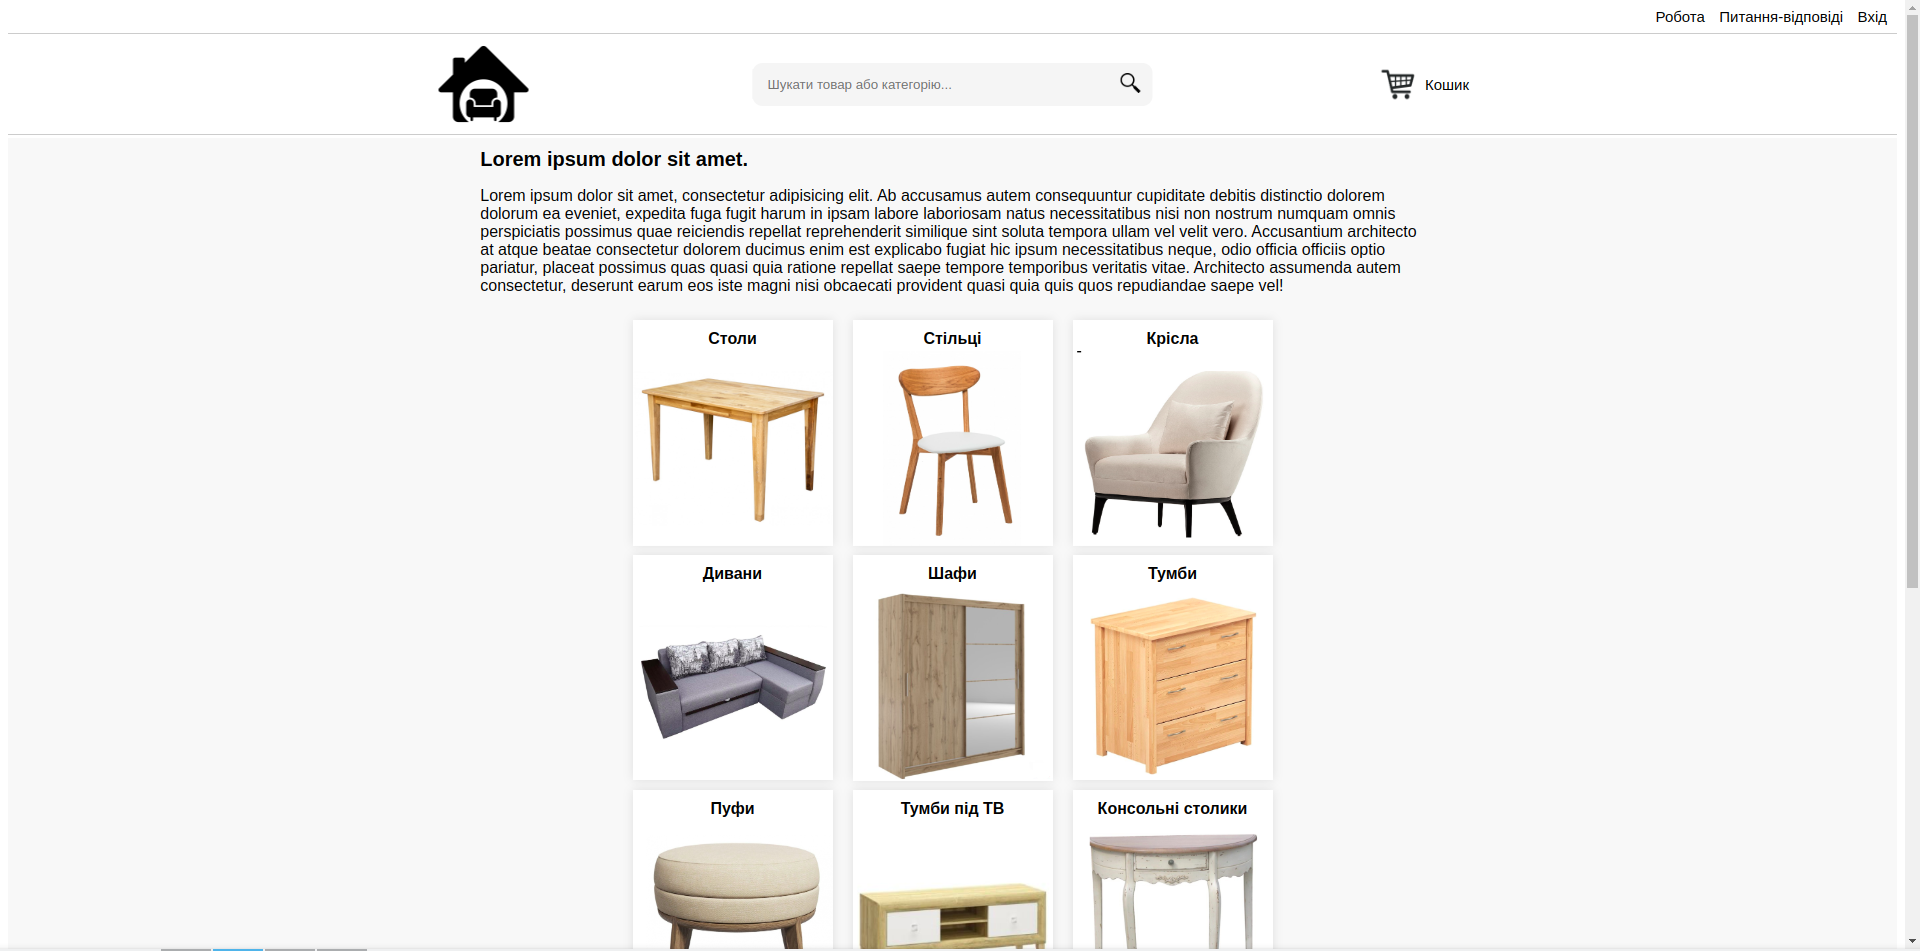 Робота Питання-відповіді Вхід
Шукати товар або категорію...
Кошик
Lorem ipsum dolor sit amet.
Lorem ipsum dolor sit amet, consectetur adipisicing elit. Ab accusamus autem consequuntur cupiditate debitis distinctio dolorem
dolorum ea eveniet, expedita fuga fugit harum in ipsam labore laboriosam natus necessitatibus nisi non nostrum numquam omnis
perspiciatis possimus quae reiciendis repellat reprehenderit similique sint soluta tempora ullam vel velit vero. Accusantium architecto
at atque beatae consectetur dolorem ducimus enim est explicabo fugiat hic ipsum necessitatibus neque, odio officia officiis optio
pariatur, placeat possimus quas quasi quia ratione repellat saepe tempore temporibus veritatis vitae. Architecto assumenda autem
consectetur, deserunt earum eos iste magni nisi obcaecati provident quasi quia quis quos repudiandae saepe vel!
Столи
Стільці
Крісла
-
Дивани
Шафи
Тумби
Пуфи
Тумби під ТВ
Консольні столики